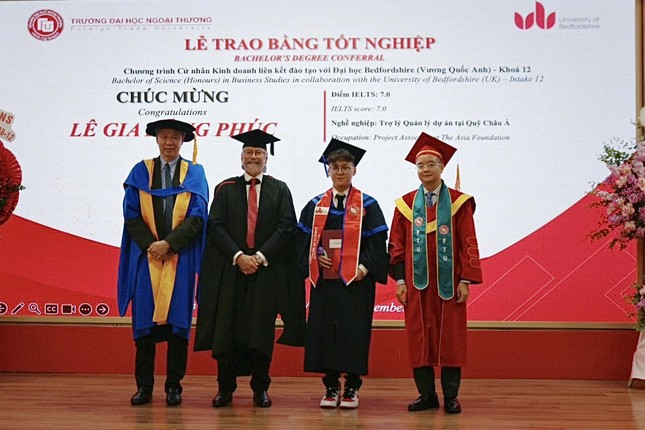 TRƯỜNG ĐẠI HỌC NGOẠI THƯƠNG
Foreign Trade University
University of
Bedfordshire
LỄ TRAO BẰNG TỐT NGHIỆP
BACHELOR'S DEGREE CONFERRAL
Chương trình Cử nhân Kinh doanh liên kết đào tạo với Đại học Bedfordshire (Vương Quốc Anh) - Khoá 12
Bachelor of Science (Honours) in Business Studies in collaboration with the University of Bedfordshire (UK) – Intake 12
CHÚC MỪNG
Congratulations
LÊ GIA PHÚC
Điểm IELTS: 7.0
IELTS score: 7.0
Nghề nghiệp: Trợ lý Quản lý dự án tại Quỹ Châu Á
Occupation: Project The Asia Foundation
FTU
FTU
CC